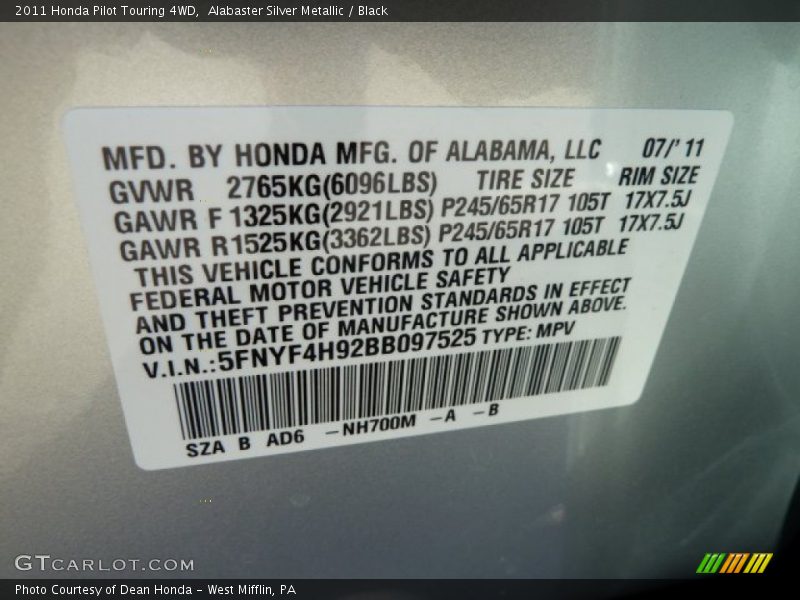 2011 Honda Pilot Touring 4WD,  Alabaster Silver Metallic / Black
MFD. BY HONDA MFG. OF ALABAMA, LLC 07/'11
GVWR 2765KG(6096LBS) TIRE SIZE RIM SIZE
GAWR F 1325KG(2921LBS) P245/65R17 105T 17X7.5J
GAWR R1525KG(3362LBS) P245/65R17 105T 17X7.5J
THIS VEHICLE CONFORMS TO ALL APPLICABLE
FEDERAL MOTOR VEHICLE SAFETY
AND THEFT PREVENTION STANDARDS IN EFFECT
ON THE DATE OF MANUFACTURE SHOWN ABOVE.
V.I.N.:5FNYF4H92BB097525 TYPE: MPV
SZA B AD6 -NH700M -A -B
GTCARLOT.COM
Photo Courtesy of Dean Honda - West Mifflin, PA